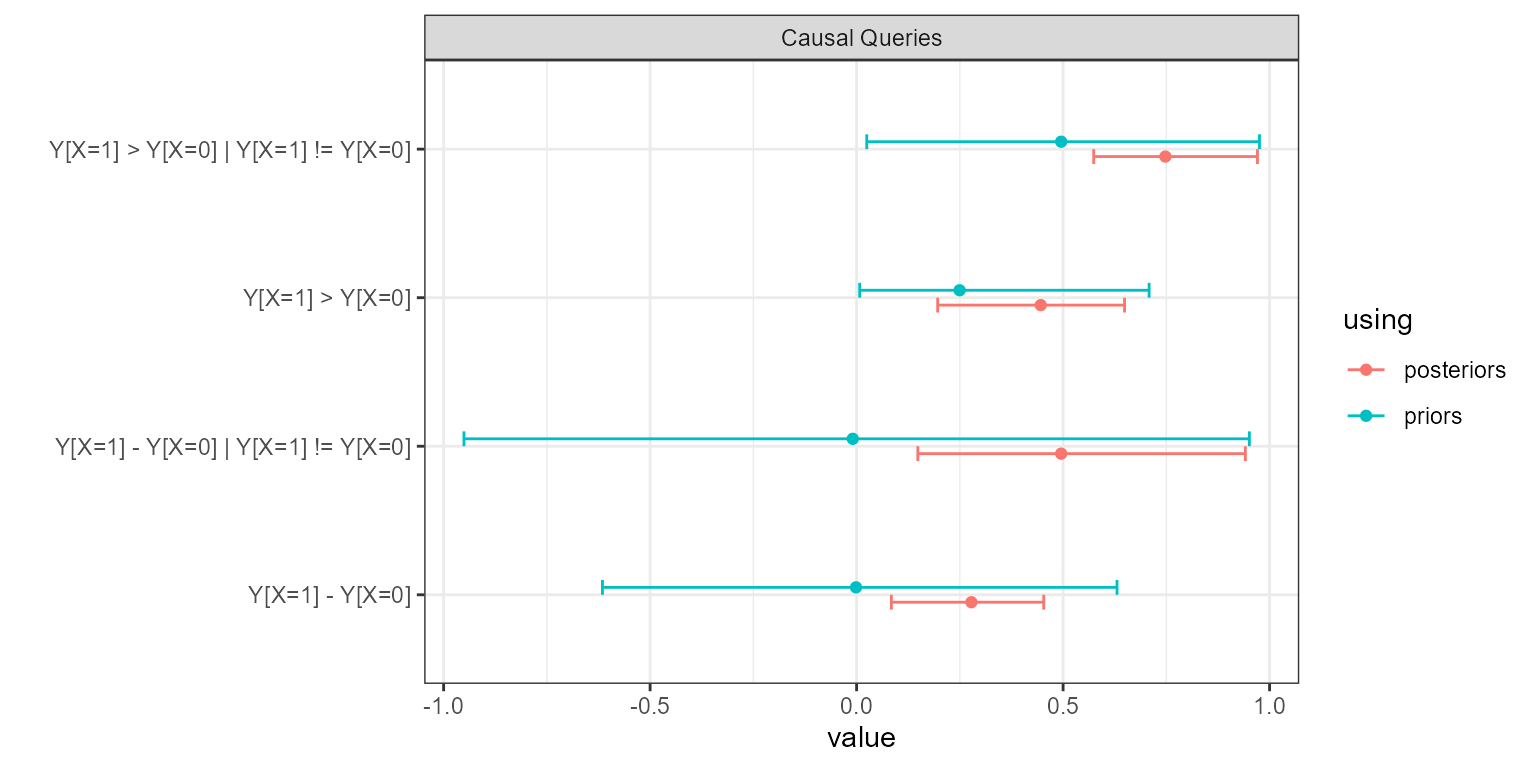 Causal Queries
Y[X=1] > Y[X=0] | Y[X=1] != Y[X=0]
Y[X=1] > Y[X=0]
Y[X=1] - Y[X=0] | Y[X=1] != Y[X=0]
Y[X=1] - Y[X=0]
-1.0 -0.5 0.0 0.5 1.0
value
using
posteriors
priors